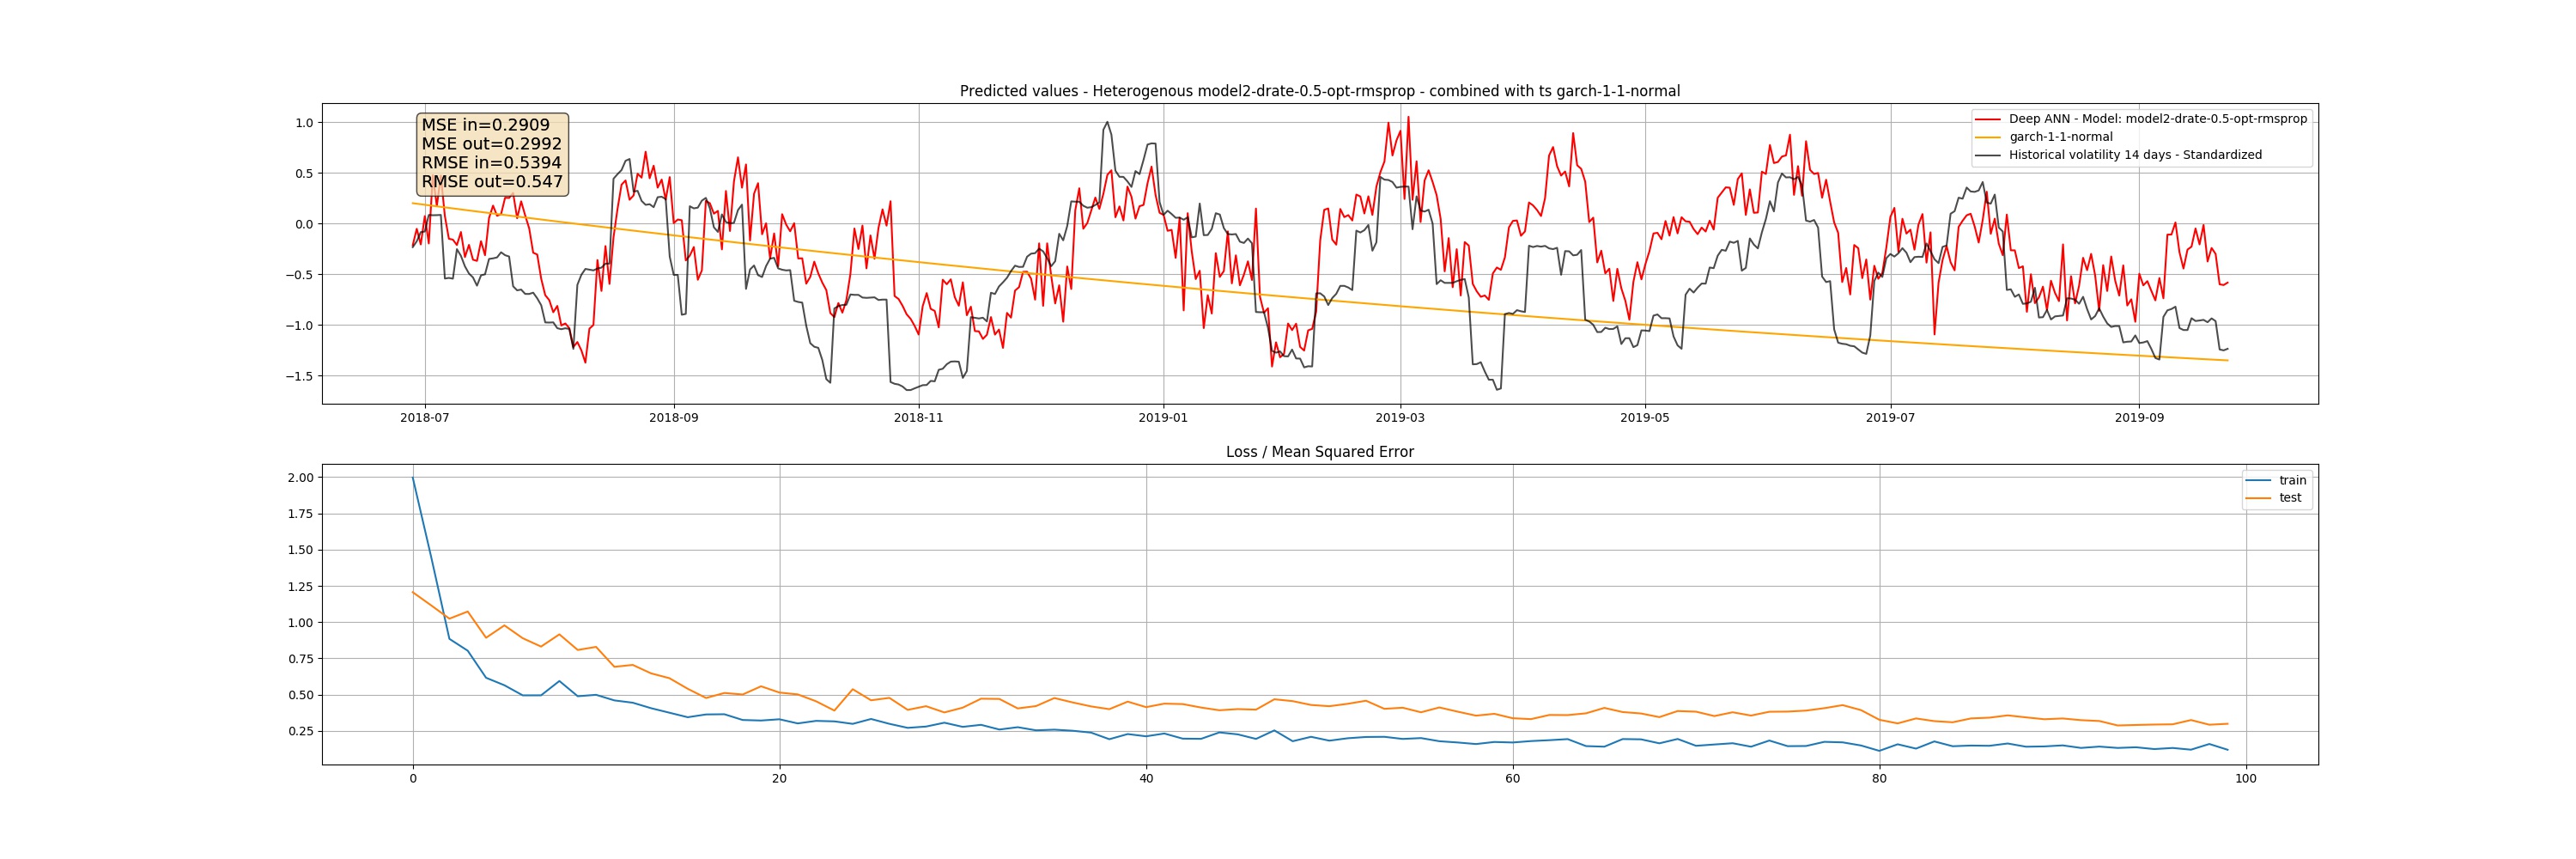 Predicted values - Heterogenous model2-drate-0.5-opt-rmsprop - combined with ts garch-1-1-normal
MSE in=0.2909
MSE out=0.2992
RMSE in=0.5394
RMSE out=0.547
Deep ANN - Model: model2-drate-0.5-opt-rmsprop
garch-1-1-normal
Historical volatility 14 days - Standardized
1.0
0.5
0.0
−0.5
−1.0
−1.5
2018-07 2018-09 2018-11 2019-01 2019-03 2019-05 2019-07 2019-09
Loss / Mean Squared Error
train
test
2.00
1.75
1.50
1.25
1.00
0.75
0.50
0.25
0 20 40 60 80 100